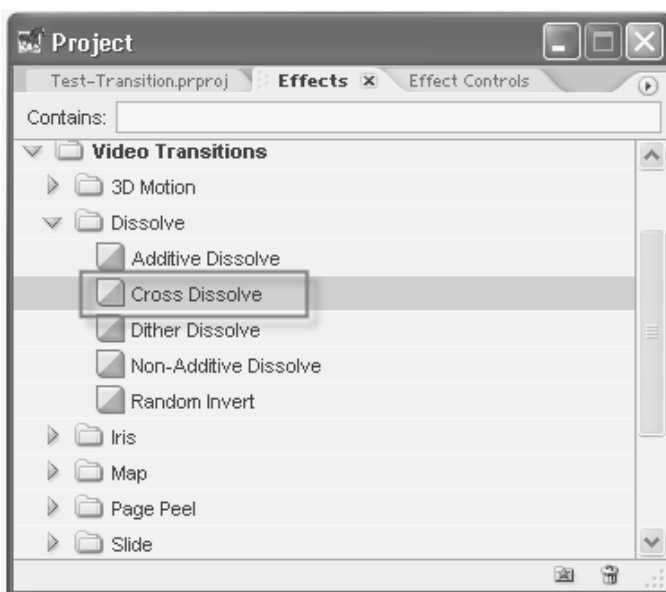 Project
Test-Transition.prproj Effects Effect Controls
Contains:
Video Transitions
3D Motion
Dissolve
Additive Dissolve
Cross Dissolve
Dither Dissolve
Non-Additive Dissolve
Random Invert
Iris
Map
Page Peel
Slide